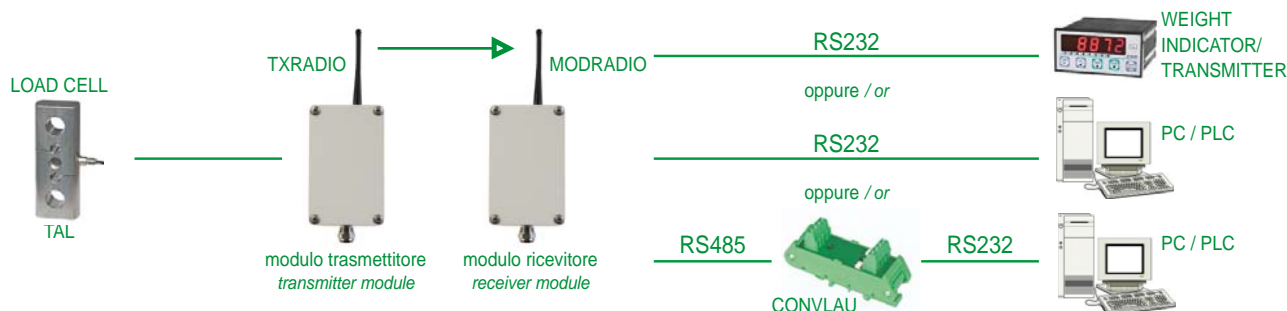 LOAD CELL
TAL
TXRADIO
modulo trasmettitore
transmitter module
MODRADIO
modulo ricevitore
receiver module
RS232
8872
WEIGHT
INDICATOR/
TRANSMITTER
oppure / or
RS232
PC / PLC
oppure / or
RS485
CONVLAU
RS232
PC / PLC